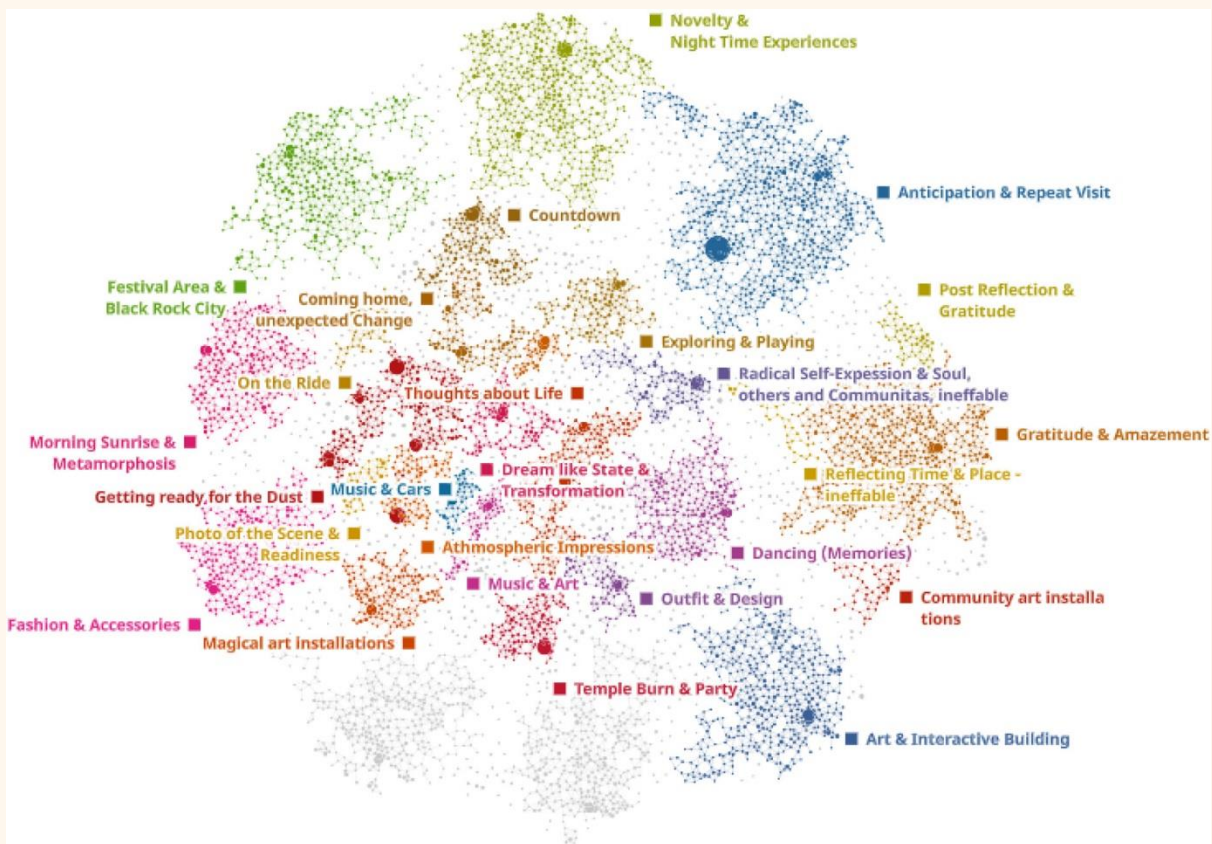 Novelty &
Night Time Experiences
Anticipation & Repeat Visit
Countdown
Festival Area &
Black Rock City
Coming home,
unexpected Change
Post Reflection &
Gratitude
Exploring & Playing
On the Ride
Thoughts about Life
Radical Self-Expession & Soul,
others and Communitas, ineffable
Morning Sunrise &
Metamorphosis
Gratitude & Amazement
Getting ready,for the Dust
Music & Cars
Dream like State &
Transformation
Reflecting Time & Place -
ineffable
Photo of the Scene &
Readiness
Athmospheric Impressions
Dancing (Memories)
Music & Art
Outfit & Design
Community art installa
tions
Fashion & Accessories
Magical art installations
Temple Burn & Party
Art & Interactive Building